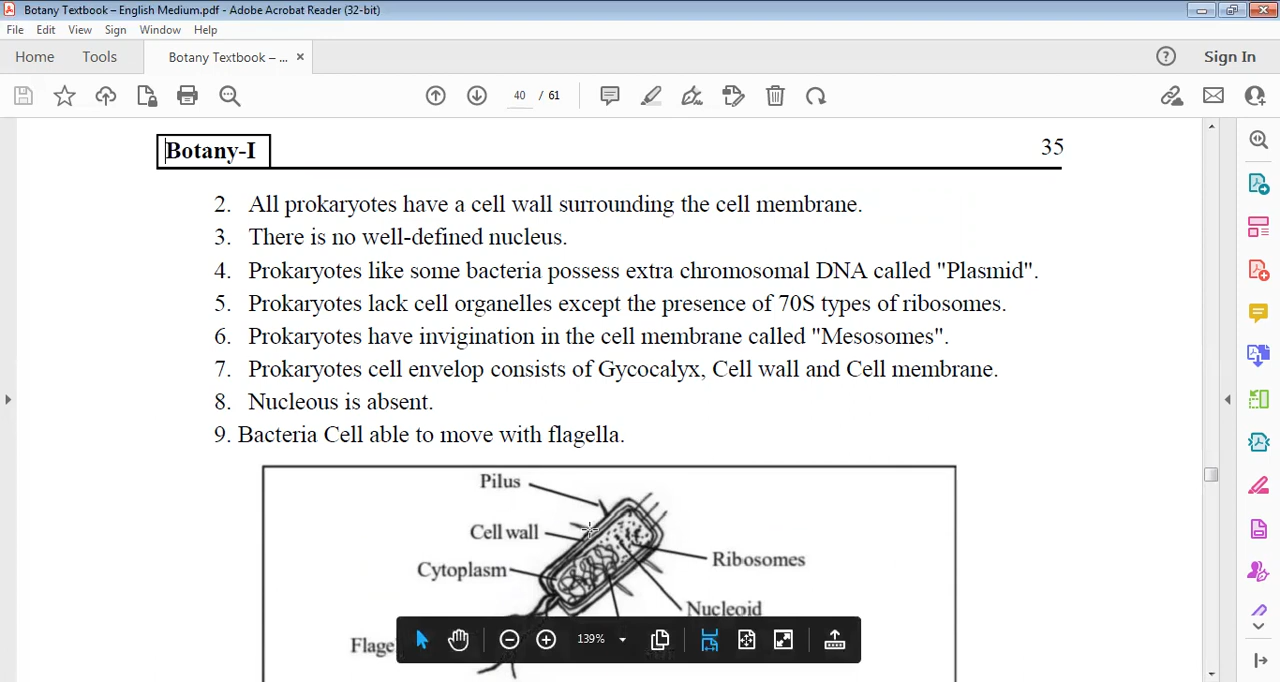 Botany Textbook – English Medium.pdf - Adobe Acrobat Reader (32-bit)
File Edit View Sign Window Help
Home Tools Botany Textbook – ... × Sign In
40 / 61
Botany-I 35
2. All prokaryotes have a cell wall surrounding the cell membrane.
3. There is no well-defined nucleus.
4. Prokaryotes like some bacteria possess extra chromosomal DNA called "Plasmid".
5. Prokaryotes lack cell organelles except the presence of 70S types of ribosomes.
6. Prokaryotes have invigination in the cell membrane called "Mesosomes".
7. Prokaryotes cell envelop consists of Gycocalyx, Cell wall and Cell membrane.
8. Nucleous is absent.
9. Bacteria Cell able to move with flagella.
Pilus
Cell wall
Ribosomes
Cytoplasm
Nucleoid
Flage
139%